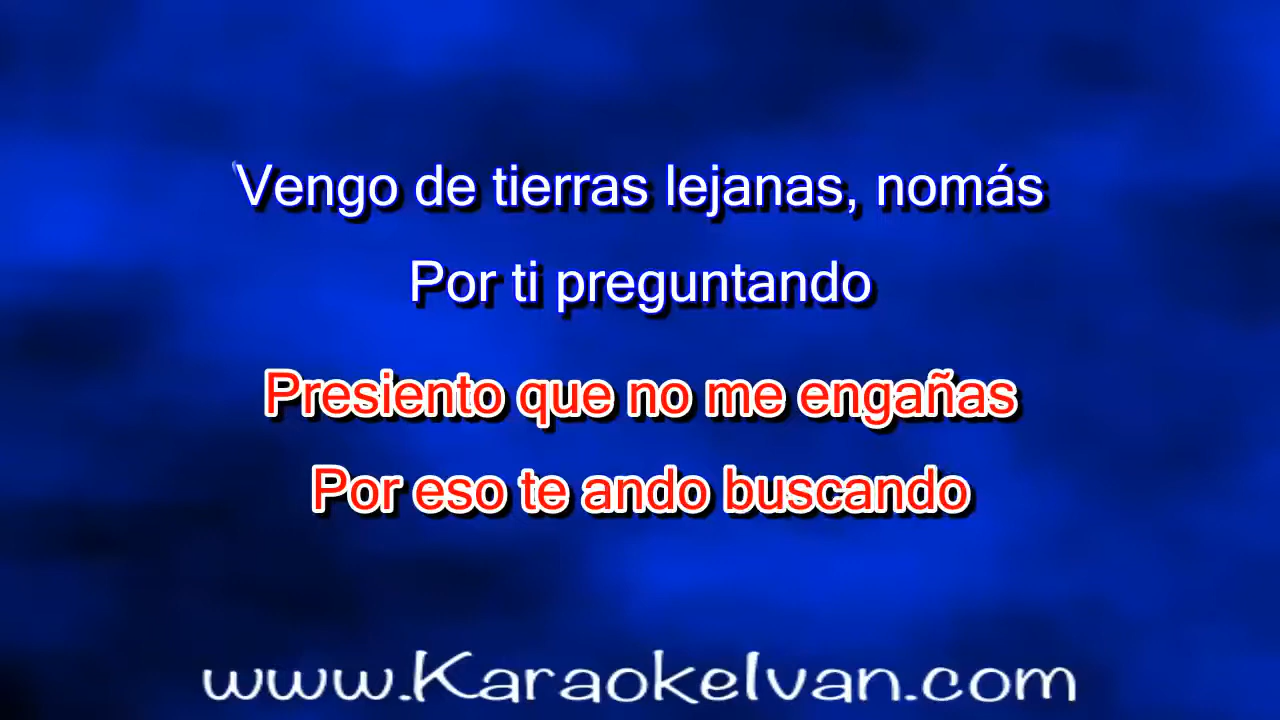 Vengo de tierras lejanas, nomás
Por ti preguntando
Presiento que no me engañas
Por eso te ando buscando
www.KaraokeIvan.com